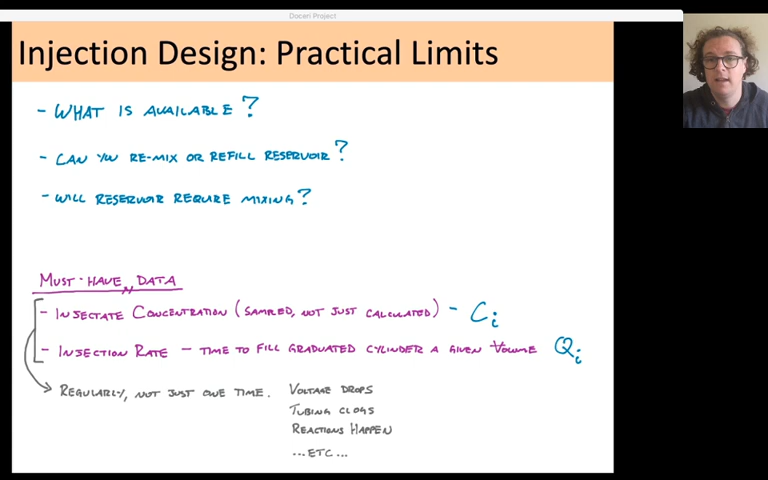 Doceri Project
Injection Design: Practical Limits
- WHAT IS AVAILABLE?
- CAN YOU RE-MIX OR REFILL RESERVOIR?
- WILL RESERVOIR REQUIRE MIXING?
MUST-HAVE DATA
- INJECTATE CONCENTRATION (SAMPLED, NOT JUST CALCULATED) - Ci
- INJECTION RATE - TIME TO FILL GRADUATED CYLINDER A GIVEN VOLUME Qi
REGULARLY, NOT JUST ONE TIME. VOLTAGE DROPS
TUBING CLOGS
REACTIONS HAPPEN
...ETC...